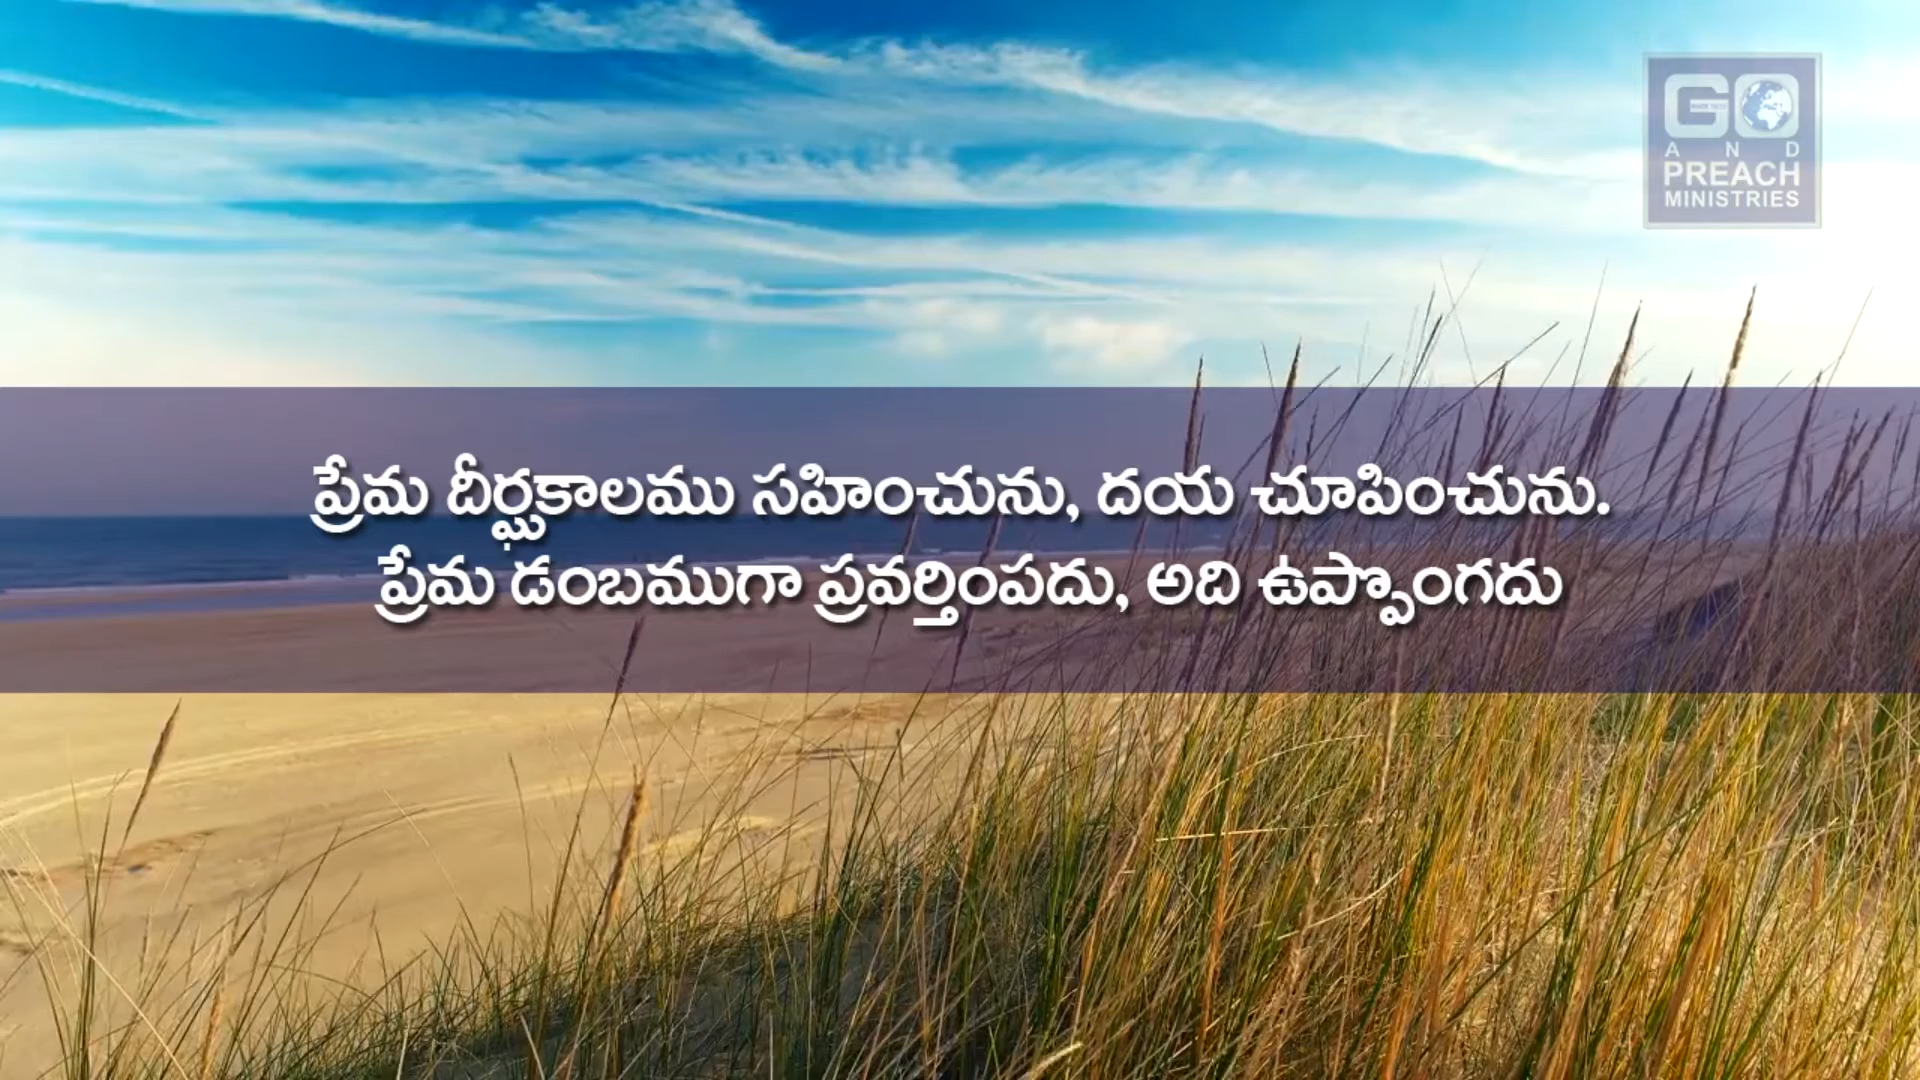 GO
AND
PREACH
MINISTRIES
ప్రేమ దీర్ఘకాలము సహించును, దయ చూపించును.
ప్రేమ డంబముగా ప్రవర్తింపదు, అది ఉప్పొంగదు